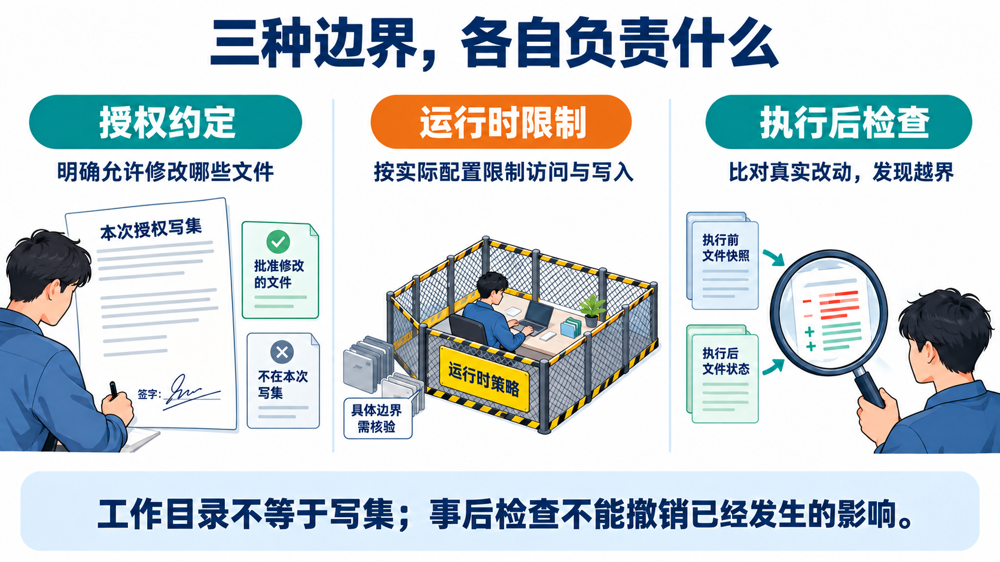 三种边界，各自负责什么
授权约定
明确允许修改哪些文件
本次授权写集
签字：
批准修改
的文件
不在本次
写集
运行时限制
按实际配置限制访问与写入
运行时策略
具体边界
需核验
执行后检查
比对真实改动，发现越界
执行前
文件快照
执行后
文件状态
工作目录不等于写集；事后检查不能撤销已经发生的影响。